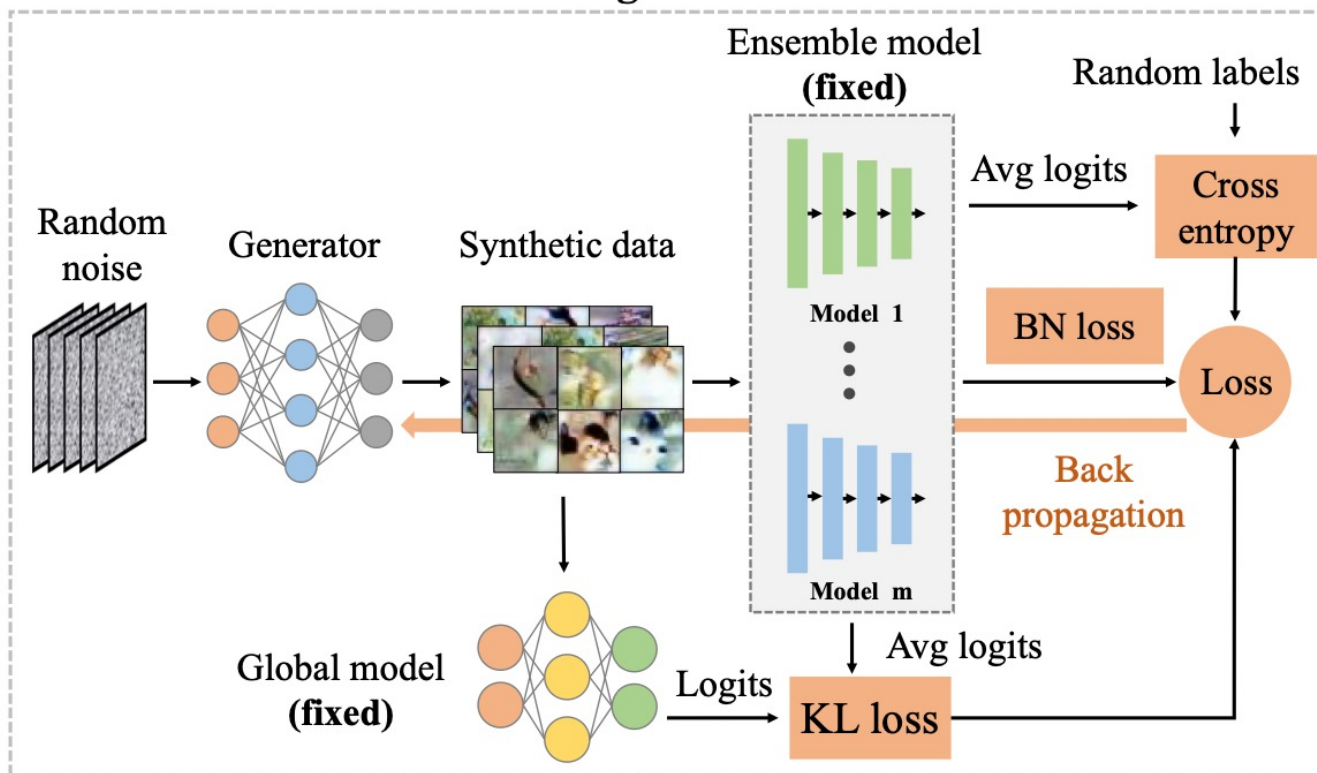 Ensemble model
(fixed)
Random labels
Avg logits
Cross
entropy
Random
noise
Generator
Synthetic data
Model 1
BN loss
Loss
Back
propagation
Model m
Avg logits
Global model
(fixed)
Logits
KL loss